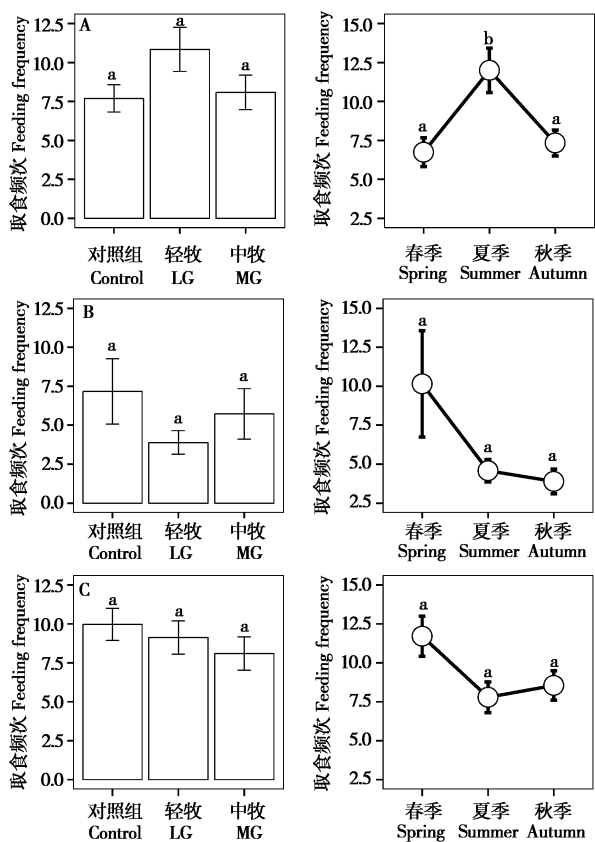 A
取食频次 Feeding frequency
12.5
10.0
7.5
5.0
2.5
0.0
a
a
a
对照组
轻牧
中牧
Control
LG
MG
取食频次 Feeding frequency
15.0
12.5
10.0
7.5
5.0
2.5
a
b
a
春季
夏季
秋季
Spring
Summer
Autumn
B
取食频次 Feeding frequency
12.5
10.0
7.5
5.0
2.5
0.0
a
a
a
对照组
轻牧
中牧
Control
LG
MG
取食频次 Feeding frequency
15.0
12.5
10.0
7.5
5.0
2.5
a
a
a
春季
夏季
秋季
Spring
Summer
Autumn
C
取食频次 Feeding frequency
12.5
10.0
7.5
5.0
2.5
0.0
a
a
a
对照组
轻牧
中牧
Control
LG
MG
取食频次 Feeding frequency
15.0
12.5
10.0
7.5
5.0
2.5
a
a
a
春季
夏季
秋季
Spring
Summer
Autumn